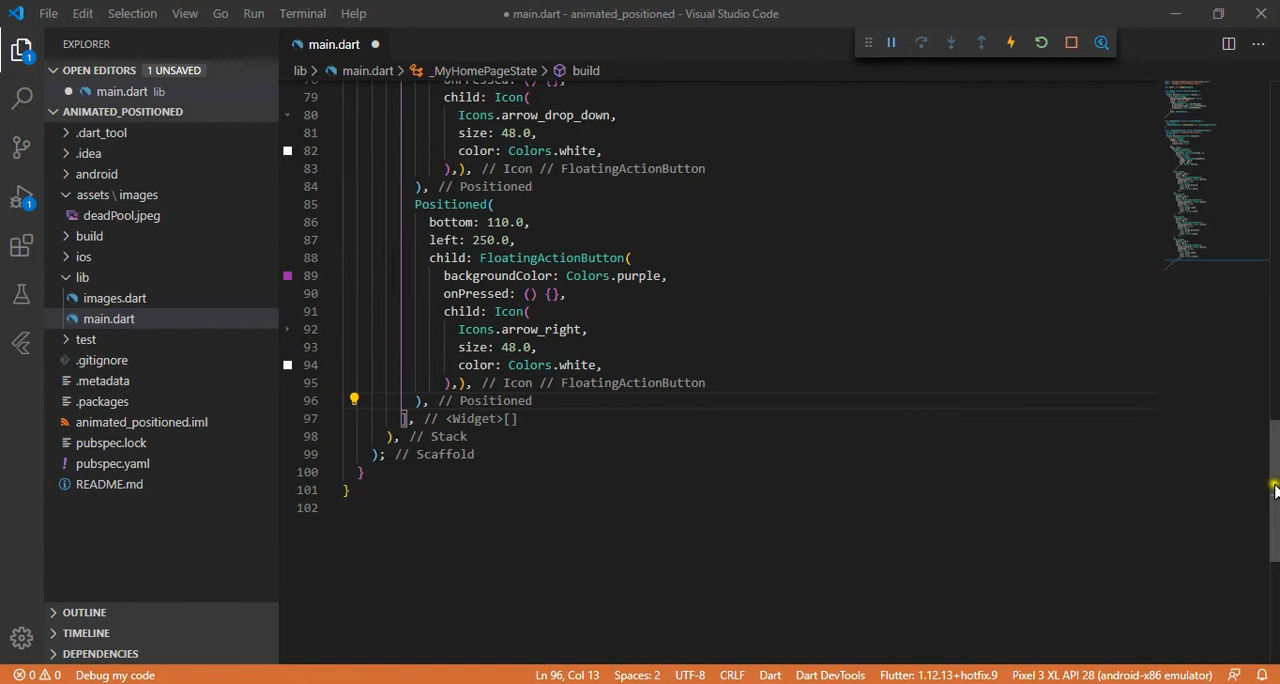 File Edit Selection View Go Run Terminal Help
● main.dart - animated_positioned - Visual Studio Code
EXPLORER
main.dart
OPEN EDITORS 1 UNSAVED
main.dart lib
ANIMATED_POSITIONED
.dart_tool
.idea
android
assets \ images
deadPool.jpeg
build
ios
lib
images.dart
main.dart
test
.gitignore
.metadata
.packages
animated_positioned.iml
pubspec.lock
pubspec.yaml
README.md
OUTLINE
TIMELINE
DEPENDENCIES
1
1
lib > main.dart > _MyHomePageState > build
79 child: Icon(
80 Icons.arrow_drop_down,
81 size: 48.0,
82 color: Colors.white,
83 ),), // Icon // FloatingActionButton
84 ), // Positioned
85 Positioned(
86 bottom: 110.0,
87 left: 250.0,
88 child: FloatingActionButton(
89 backgroundColor: Colors.purple,
90 onPressed: () {},
91 child: Icon(
92 Icons.arrow_right,
93 size: 48.0,
94 color: Colors.white,
95 ),), // Icon // FloatingActionButton
96 ), // Positioned
97 ], // <Widget>[]
98 ), // Stack
99 ); // Scaffold
100 }
101 }
102
0 0 Debug my code
Ln 96, Col 13 Spaces: 2 UTF-8 CRLF Dart Dart DevTools Flutter: 1.12.13+hotfix.9 Pixel 3 XL API 28 (android-x86 emulator)